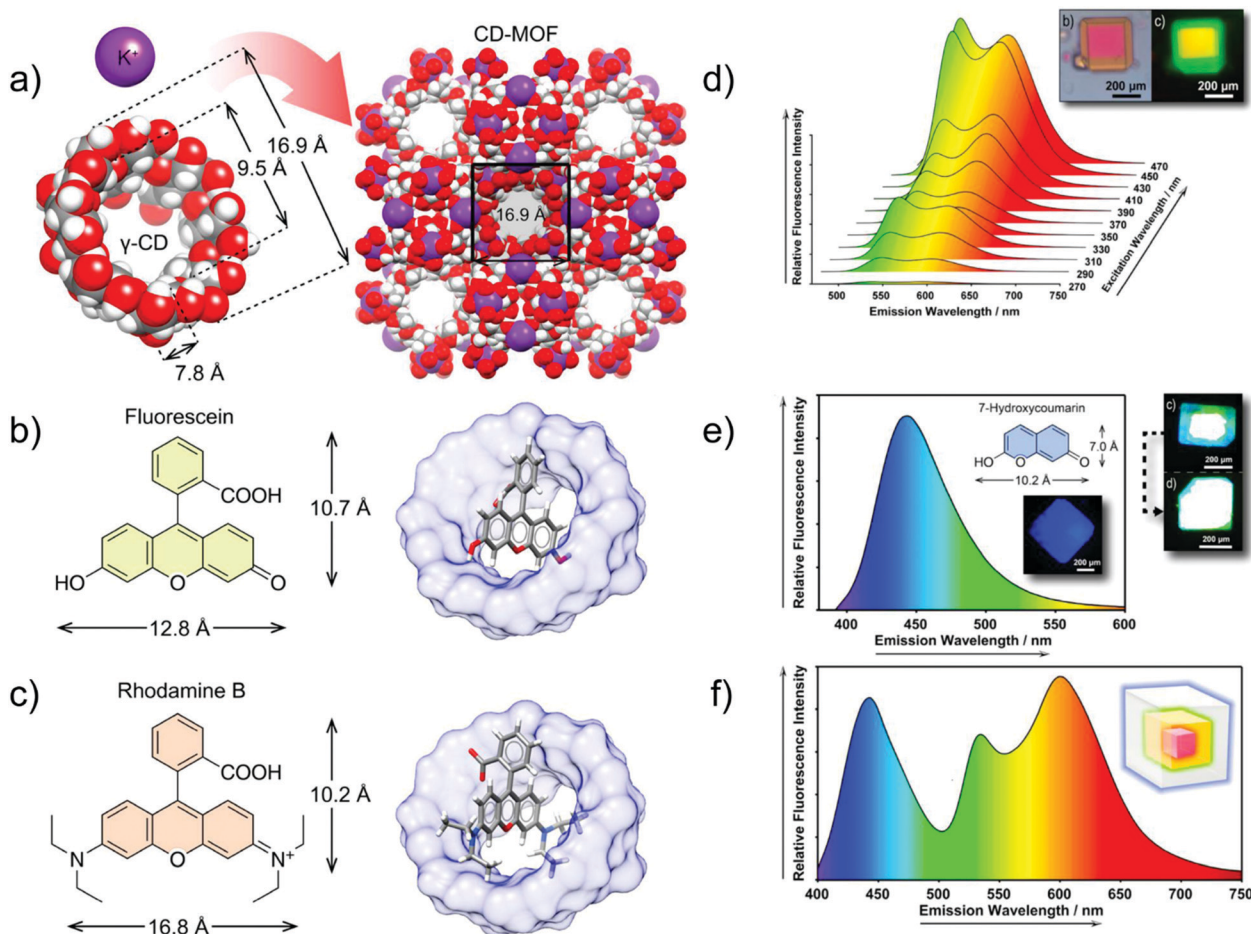 a)
K⁺
16.9 Å
9.5 Å
γ-CD
7.8 Å
CD-MOF
16.9 Å
b)
Fluorescein
COOH
HO
O
O
10.7 Å
12.8 Å
c)
Rhodamine B
COOH
N
O
N⁺
10.2 Å
16.8 Å
d)
b)
200 µm
c)
200 µm
Relative Fluorescence Intensity
470
450
430
410
390
370
350
330
310
290
270
Excitation Wavelength / nm
500 550 600 650 700 750
Emission Wavelength / nm
e)
Relative Fluorescence Intensity
7-Hydroxycoumarin
HO
O
O
7.0 Å
10.2 Å
200 µm
c)
200 µm
d)
200 µm
400 450 500 550 600
Emission Wavelength / nm
f)
Relative Fluorescence Intensity
400 450 500 550 600 650 700 750
Emission Wavelength / nm